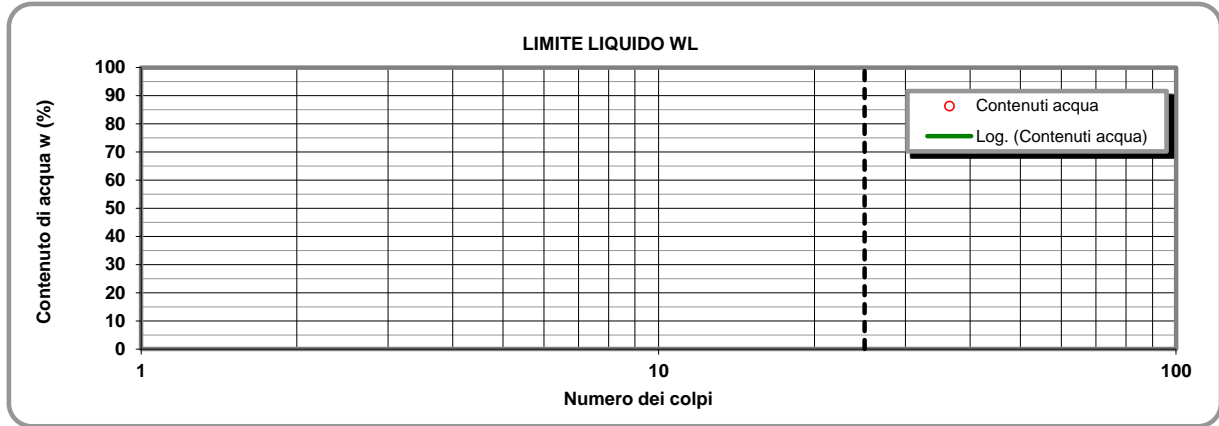 LIMITE LIQUIDO WL
Contenuto di acqua w (%)
100
90
80
70
60
50
40
30
20
10
0
Contenuti acqua
Log. (Contenuti acqua)
1
10
100
Numero dei colpi